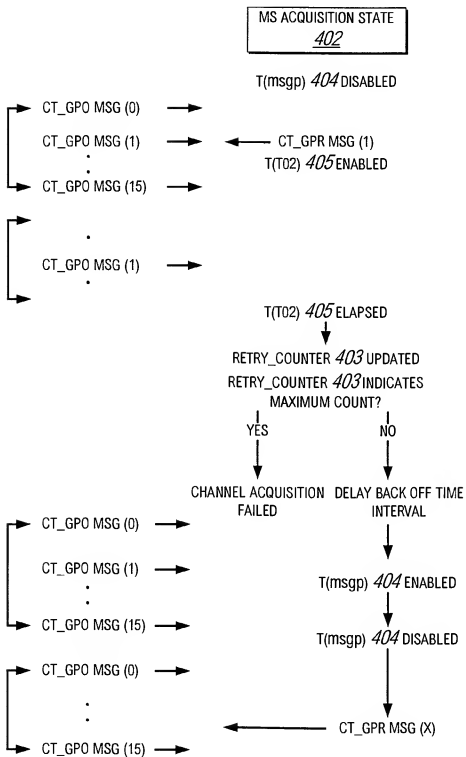 MS ACQUISITION STATE
402
T(msgp) 404 DISABLED
CT_GPO MSG (0)
CT_GPO MSG (1)
CT_GPR MSG (1)
T(T02) 405 ENABLED
CT_GPO MSG (15)
CT_GPO MSG (1)
T(T02) 405 ELAPSED
RETRY_COUNTER 403 UPDATED
RETRY_COUNTER 403 INDICATES
MAXIMUM COUNT?
YES
NO
CHANNEL ACQUISITION
FAILED
DELAY BACK OFF TIME
INTERVAL
CT_GPO MSG (0)
CT_GPO MSG (1)
T(msgp) 404 ENABLED
CT_GPO MSG (15)
T(msgp) 404 DISABLED
CT_GPO MSG (0)
CT_GPR MSG (X)
CT_GPO MSG (15)